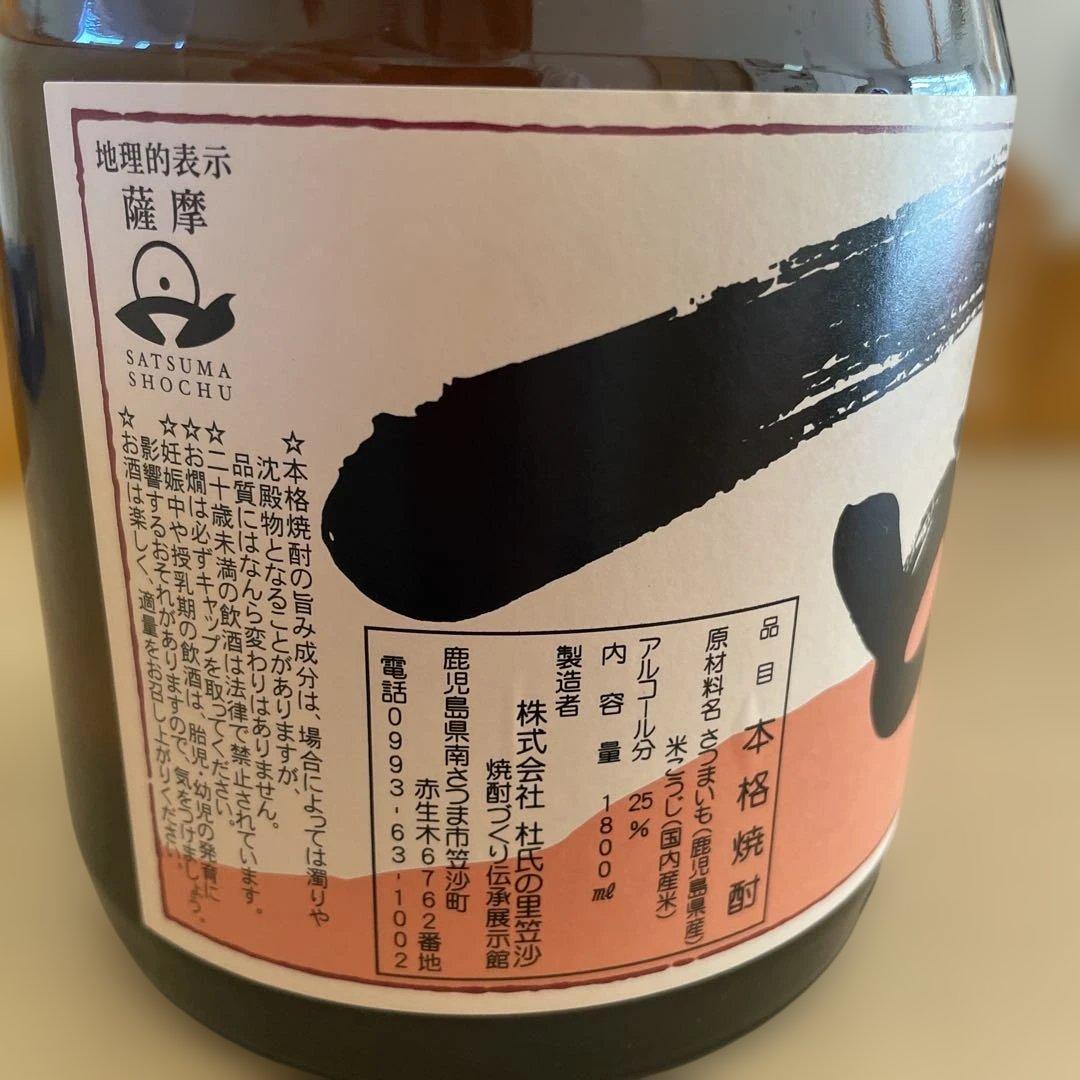 地理的表示
薩摩
SATSUMA
SHOCHU
☆本格焼酎の旨み成分は、場合によっては濁りや
沈殿物となることがありますが、
品質にはなんら変わりはありません。
☆二十歳未満の飲酒は法律で禁止されています。
☆お燗は必ずキャップを取ってください。
☆妊娠中や授乳期の飲酒は、胎児・幼児の発育に
影響するおそれがありますので、気をつけましょう。
☆お酒は楽しく、適量をお召し上がりください。
品目 本格焼酎
原材料名 さつまいも(鹿児島県産)
米こうじ(国内産米)
アルコール分 25%
内容量 1800㎖
製造者
株式会社 杜氏の里笠沙
焼酎づくり伝承展示館
鹿児島県南さつま市笠沙町
赤生木6762番地
電話0993-63-1002